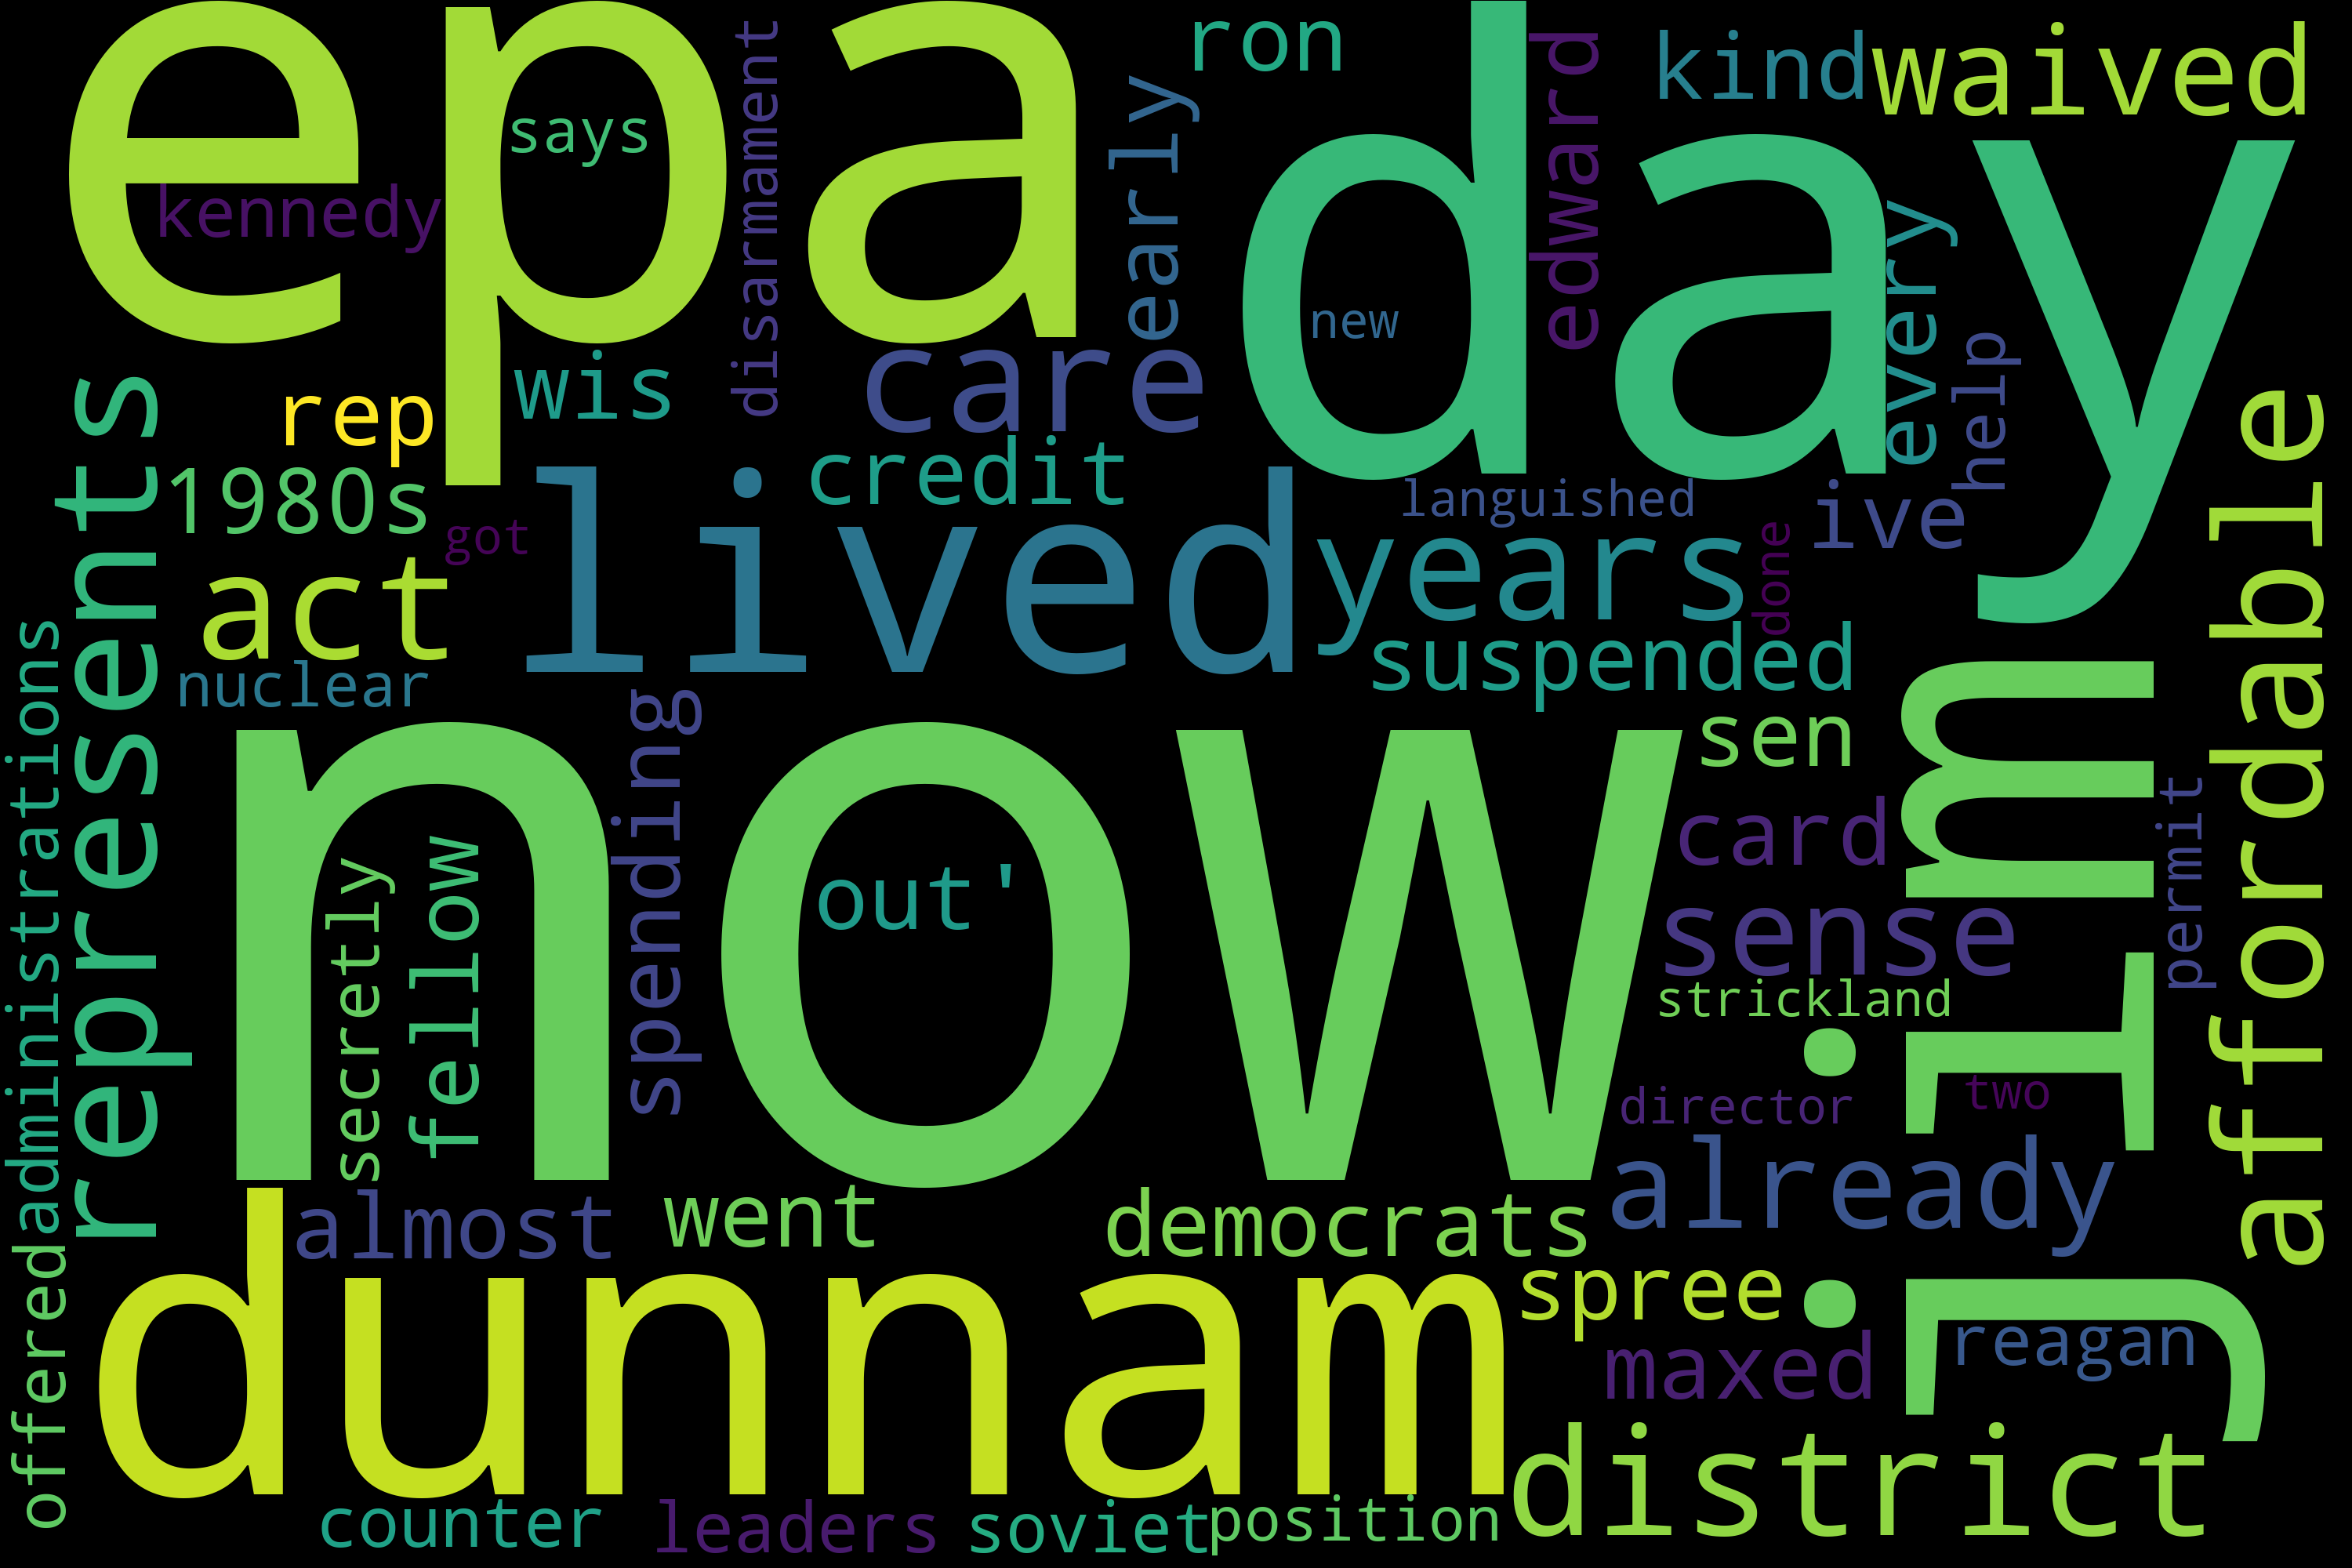 epa
day
ron
kind
waived
says
kennedy
disarmament
early
edward
every
help
new
care
wis
rep
credit
1980s
got
lived
languished
ive
years
done
act
suspended
nuclear
represents
administrations
affordable
jim
sen
now
spending
card
permit
secretly
fellow
out'
sense
strickland
director
two
already
almost
went
democrats
offered
dunnam
spree
maxed
reagan
district
counter
leaders
soviet
position